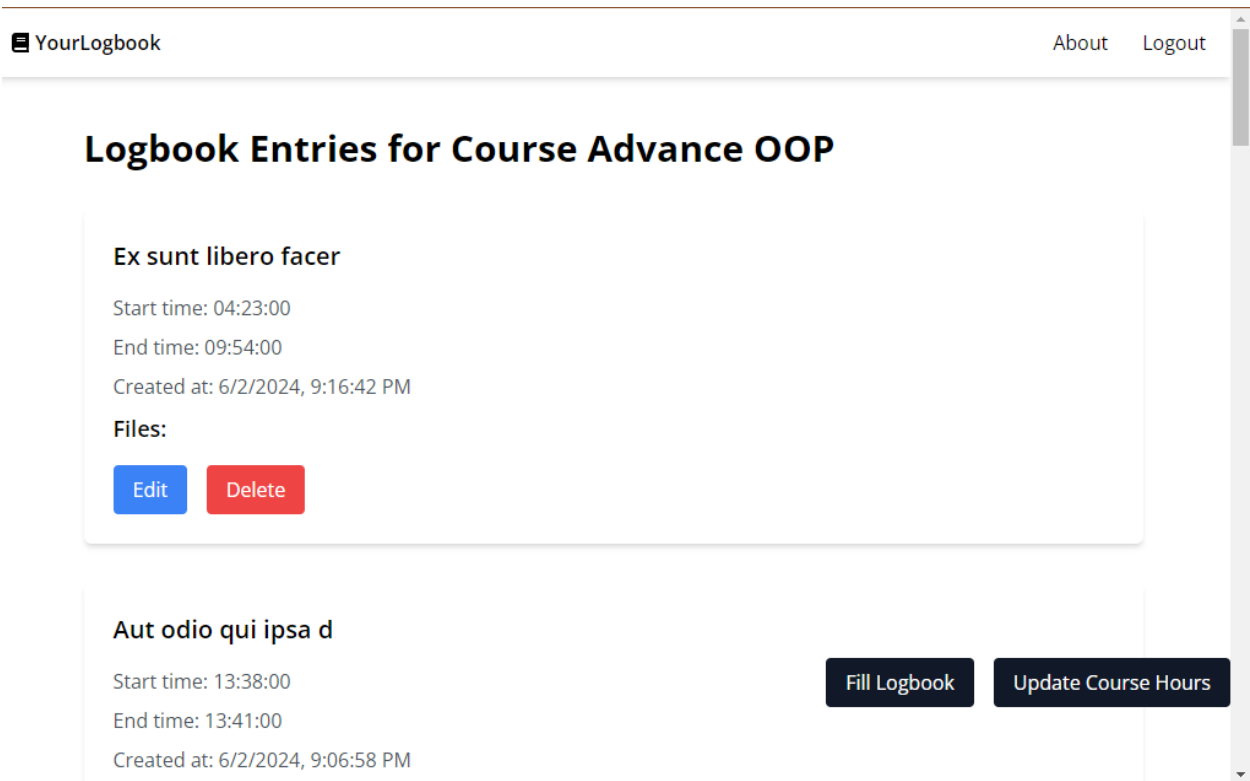 YourLogbook
About Logout
Logbook Entries for Course Advance OOP
Ex sunt libero facer
Start time: 04:23:00
End time: 09:54:00
Created at: 6/2/2024, 9:16:42 PM
Files:
Edit Delete
Aut odio qui ipsa d
Start time: 13:38:00
Fill Logbook Update Course Hours
End time: 13:41:00
Created at: 6/2/2024, 9:06:58 PM